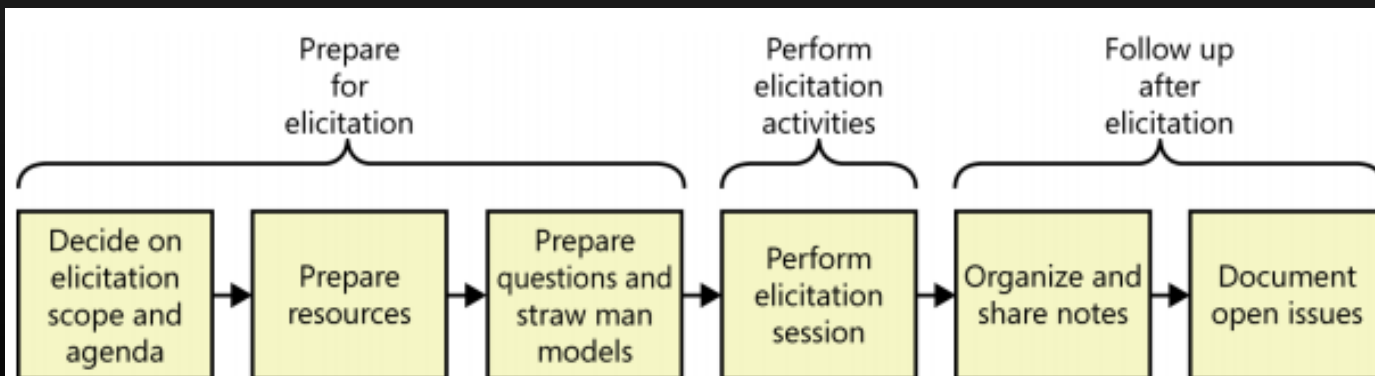 Prepare
for
elicitation
Perform
elicitation
activities
Follow up
after
elicitation
Decide on
elicitation
scope and
agenda
Prepare
resources
Prepare
questions and
straw man
models
Perform
elicitation
session
Organize and
share notes
Document
open issues